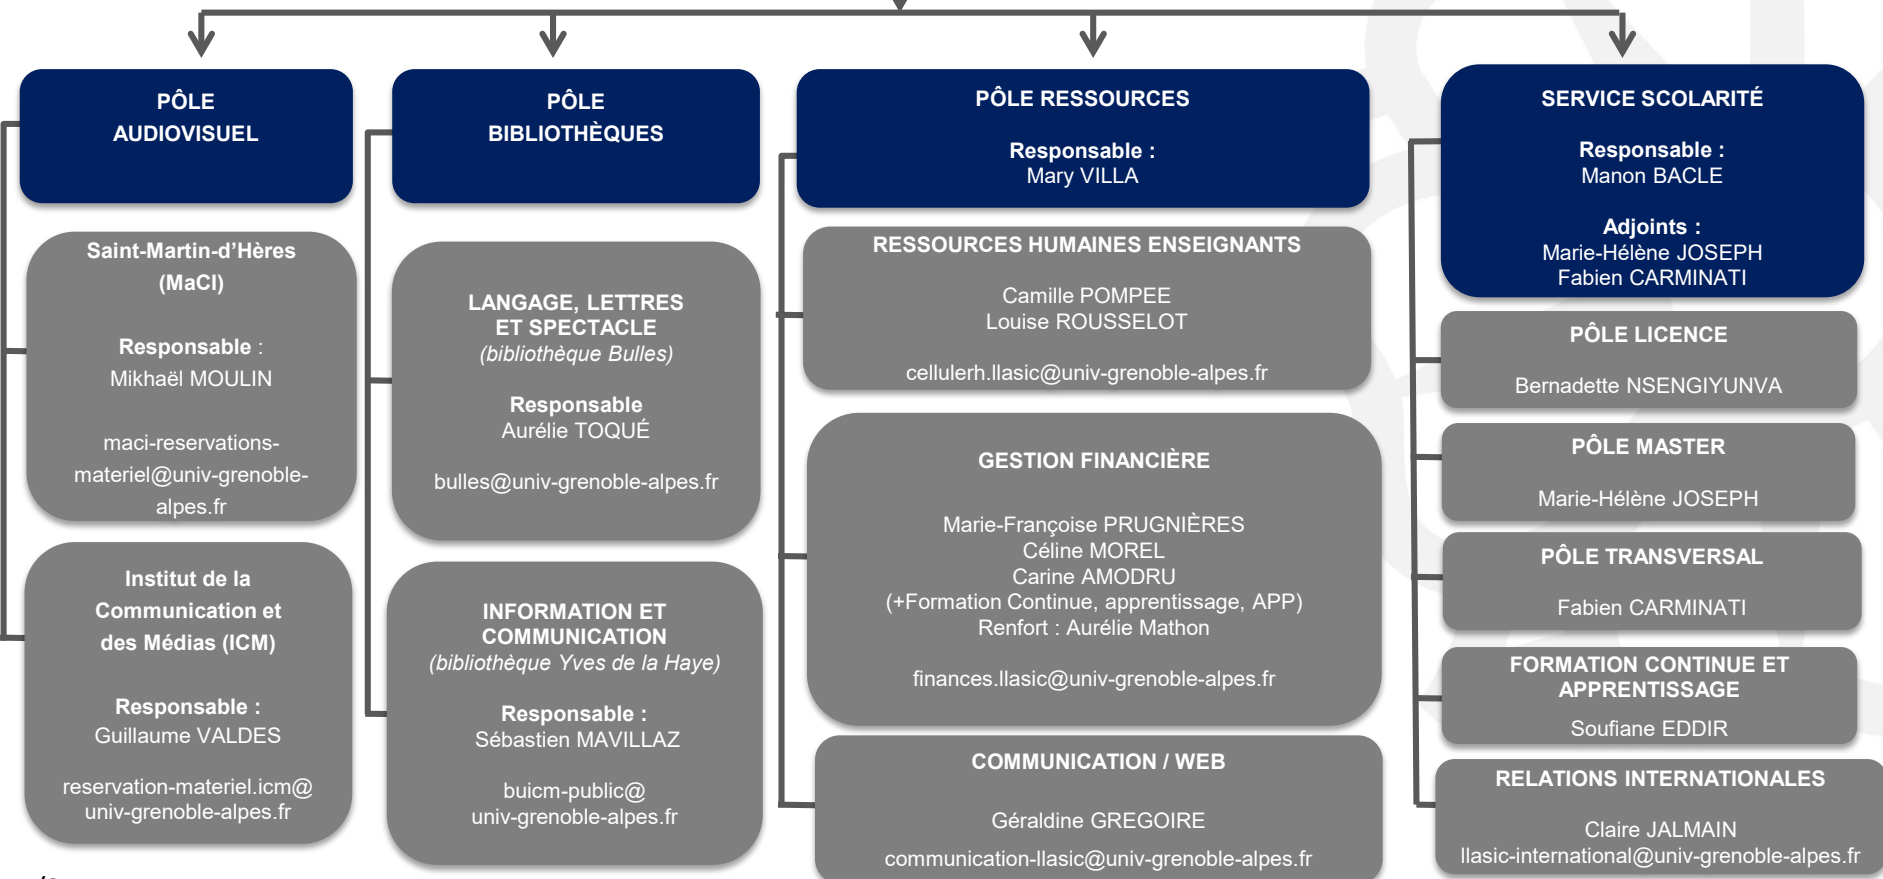 PÔLE
AUDIOVISUEL
Saint-Martin-d’Hères
(MaCI)
Responsable :
Mikhaël MOULIN
maci-reservations-
materiel@univ-grenoble-
alpes.fr
Institut de la
Communication et
des Médias (ICM)
Responsable :
Guillaume VALDES
reservation-materiel.icm@
univ-grenoble-alpes.fr
PÔLE
BIBLIOTHÈQUES
LANGAGE, LETTRES
ET SPECTACLE
(bibliothèque Bulles)
Responsable
Aurélie TOQUÉ
bulles@univ-grenoble-alpes.fr
INFORMATION ET
COMMUNICATION
(bibliothèque Yves de la Haye)
Responsable :
Sébastien MAVILLAZ
buicm-public@
univ-grenoble-alpes.fr
PÔLE RESSOURCES
Responsable :
Mary VILLA
RESSOURCES HUMAINES ENSEIGNANTS
Camille POMPEE
Louise ROUSSELOT
cellulerh.llasic@univ-grenoble-alpes.fr
GESTION FINANCIÈRE
Marie-Françoise PRUGNIÈRES
Céline MOREL
Carine AMODRU
(+Formation Continue, apprentissage, APP)
Renfort : Aurélie Mathon
finances.llasic@univ-grenoble-alpes.fr
COMMUNICATION / WEB
Géraldine GREGOIRE
communication-llasic@univ-grenoble-alpes.fr
SERVICE SCOLARITÉ
Responsable :
Manon BACLE
Adjoints :
Marie-Hélène JOSEPH
Fabien CARMINATI
PÔLE LICENCE
Bernadette NSENGIYUNVA
PÔLE MASTER
Marie-Hélène JOSEPH
PÔLE TRANSVERSAL
Fabien CARMINATI
FORMATION CONTINUE ET
APPRENTISSAGE
Soufiane EDDIR
RELATIONS INTERNATIONALES
Claire JALMAIN
llasic-international@univ-grenoble-alpes.fr